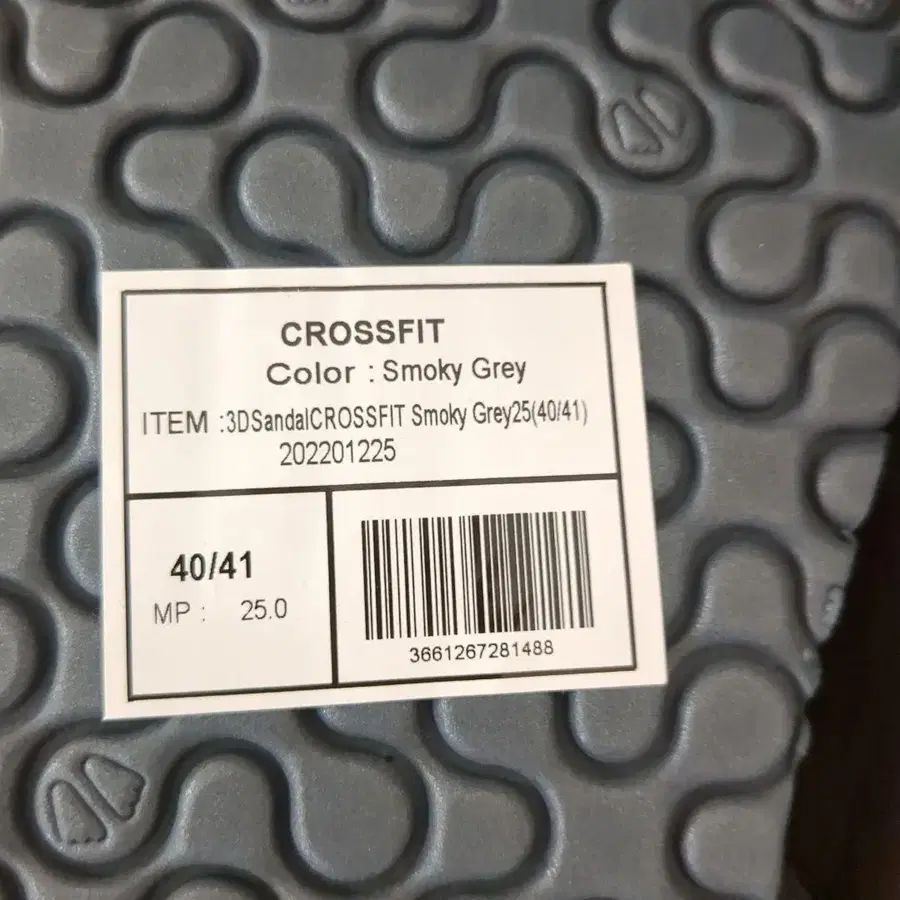 CROSSFIT
Color : Smoky Grey
ITEM :3DSandalCROSSFIT Smoky Grey25(40/41)
202201225
40/41
MP : 25.0
3661267281488